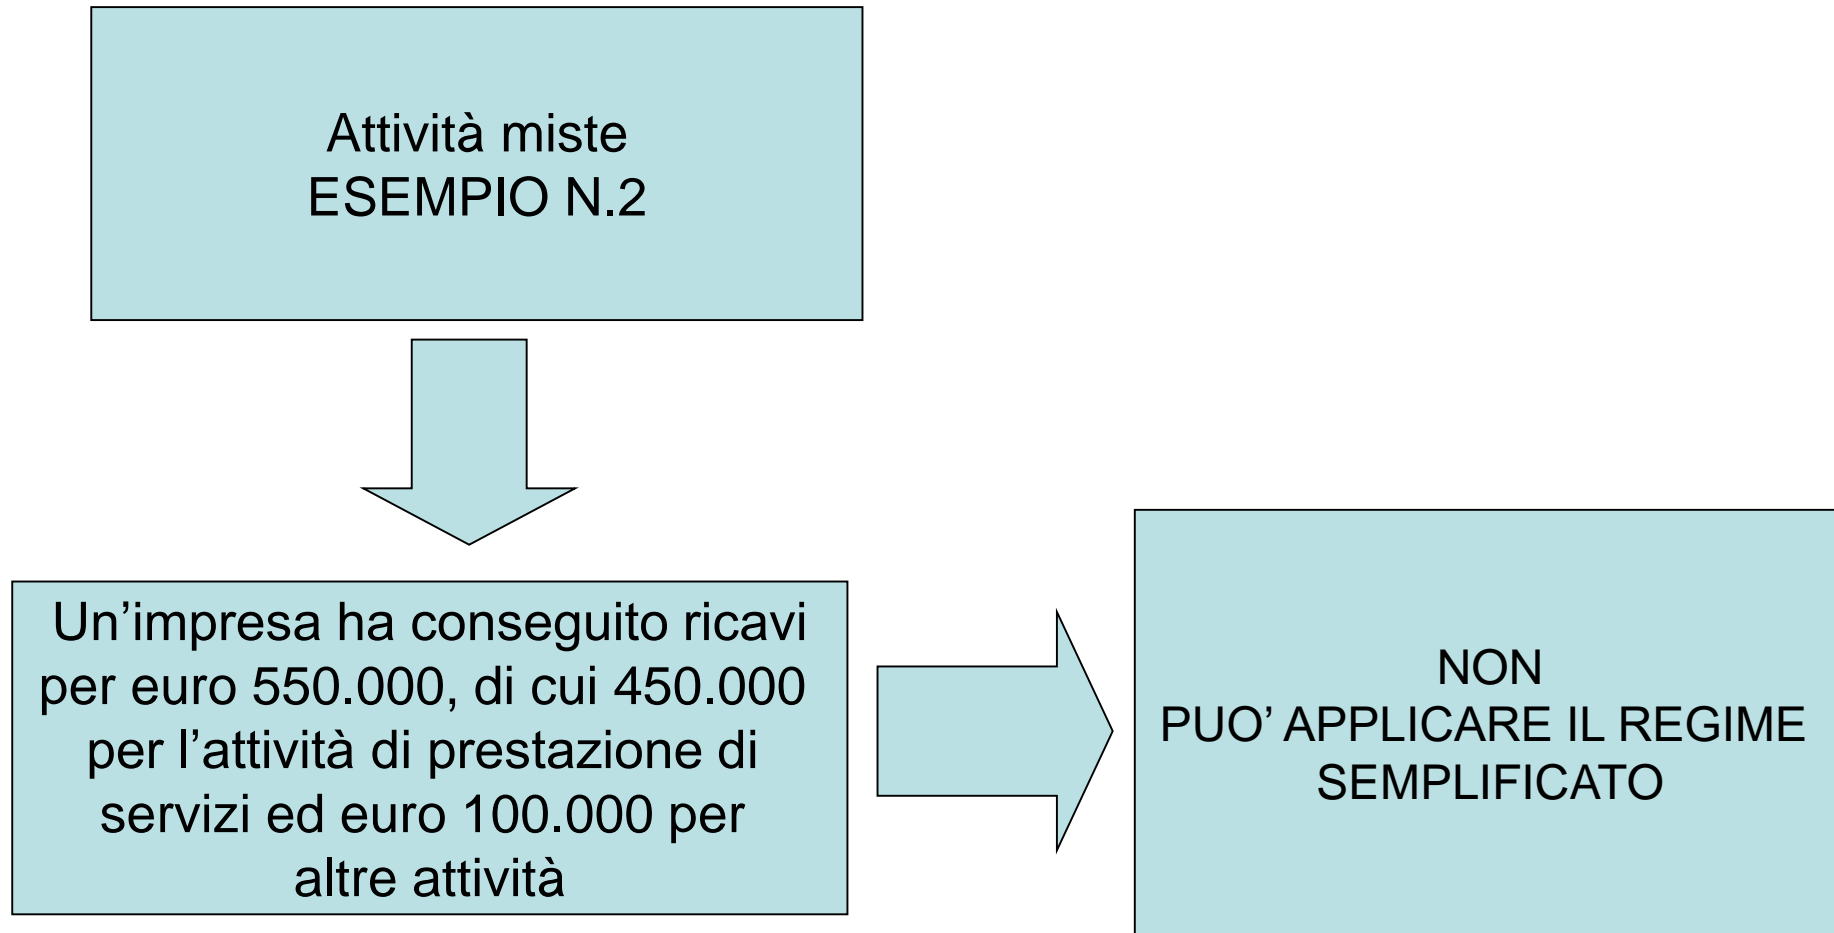 Attività miste
ESEMPIO N.2
Un’impresa ha conseguito ricavi
per euro 550.000, di cui 450.000
per l’attività di prestazione di
servizi ed euro 100.000 per
altre attività
NON
PUO’ APPLICARE IL REGIME
SEMPLIFICATO